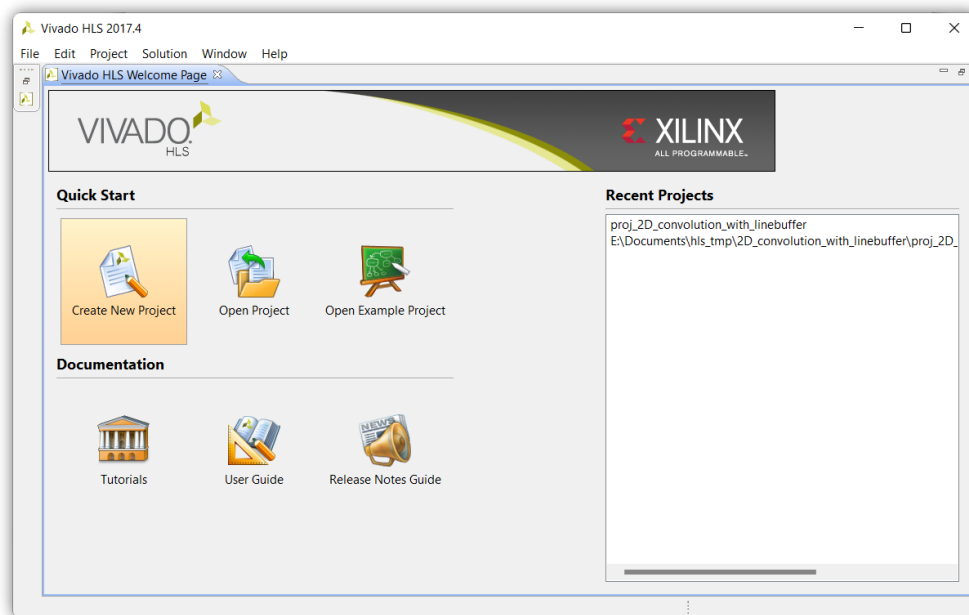 Vivado HLS 2017.4
File Edit Project Solution Window Help
Vivado HLS Welcome Page
VIVADO.
HLS
XILINX
ALL PROGRAMMABLE™
Quick Start
Create New Project
Open Project
Open Example Project
Documentation
Tutorials
User Guide
NEWS
Release Notes Guide
Recent Projects
proj_2D_convolution_with_linebuffer
E:\Documents\hls_tmp\2D_convolution_with_linebuffer\proj_2D_